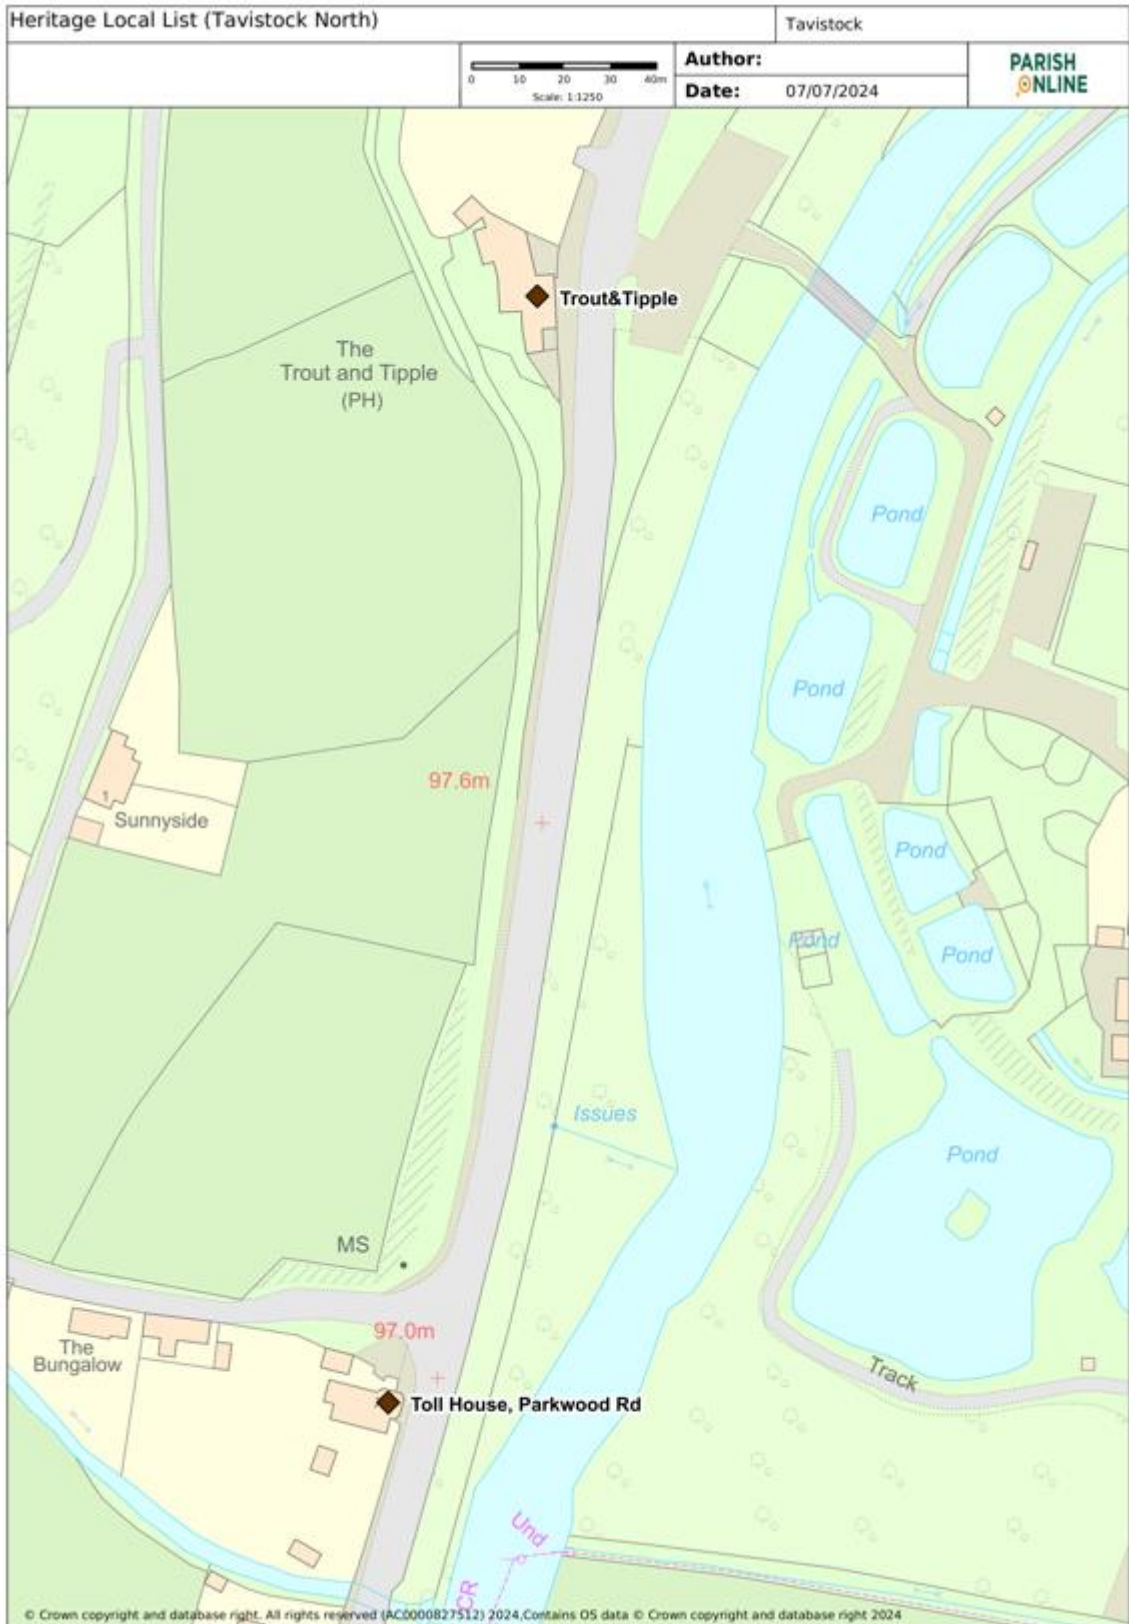 Heritage Local List (Tavistock North)
Tavistock
0 10 20 30 40m
Scale: 1:1250
Author:
Date: 07/07/2024
PARISH
ONLINE
Trout&Tipple
The
Trout and Tipple
(PH)
Pond
Pond
97.6m
Sunnyside
Pond
Pond
Pond
Issues
Pond
MS
97.0m
The
Bungalow
Track
Toll House, Parkwood Rd
Und
CR
© Crown copyright and database right. All rights reserved (AC0000827512) 2024,Contains OS data © Crown copyright and database right 2024